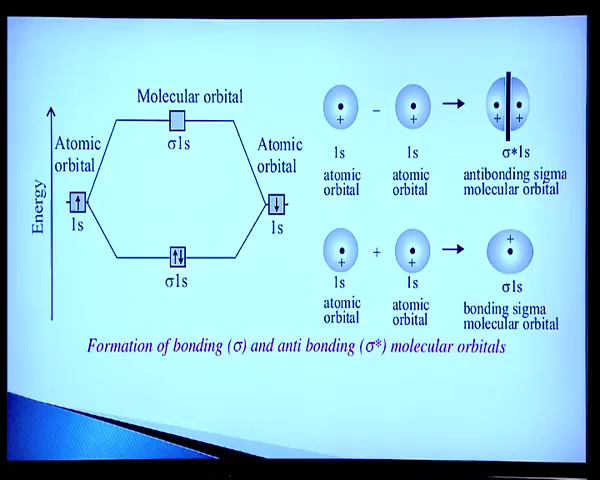 Molecular orbital
σ1s
Atomic
orbital
Atomic
orbital
Energy
↑
1s
↓
1s
↑↓
σ1s
+
−
+
+ +
1s
atomic
orbital
1s
atomic
orbital
σ*1s
antibonding sigma
molecular orbital
+
+
+
+
1s
atomic
orbital
1s
atomic
orbital
σ1s
bonding sigma
molecular orbital
Formation of bonding (σ) and anti bonding (σ*) molecular orbitals